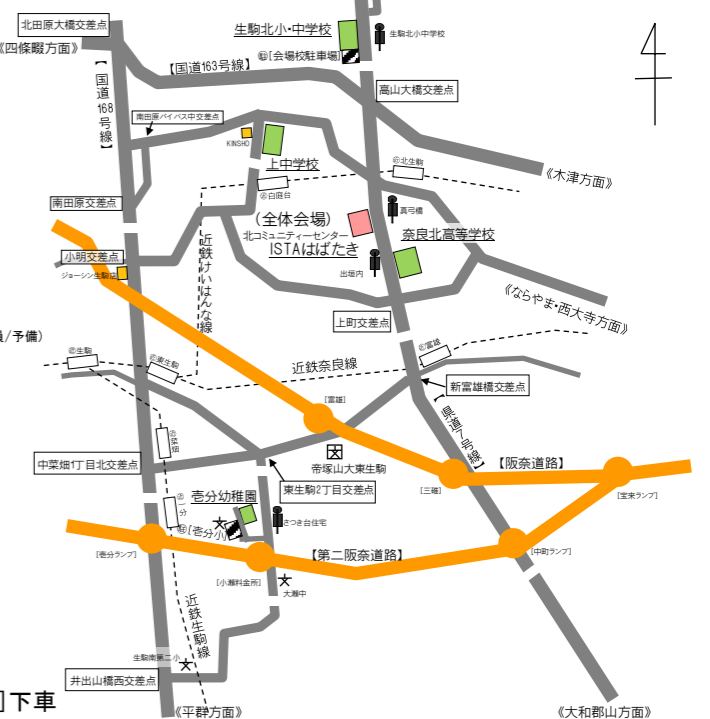 北田原大橋交差点
《四條畷方面》
【国道168号線】
【国道163号線】
生駒北小・中学校
生駒北小中学校
㋐[会場校駐車場]
高山大橋交差点
南田原バイパス中交差点
KINSHO
上中学校
《木津方面》
㋓北生駒
㋓白庭台
南田原交差点
(全体会場)
北コミュニティーセンター
ISTAはばたき
真弓橋
奈良北高等学校
出垣内
小明交差点
ジョーシン生駒店
近鉄けいはんな線
《ならやま・西大寺方面》
上町交差点
/予備)
㋓生駒
㋓東生駒
近鉄奈良線
㋓富雄
新富雄橋交差点
[富雄]
【県道7号線】
㋓菜畑
帝塚山大東生駒
【阪奈道路】
中菜畑1丁目北交差点
東生駒2丁目交差点
[三碓]
[宝来ランプ]
㋓一分
壱分幼稚園
[壱分小]
さつき台住宅
[壱分ランプ]
[小瀬料金所]
【第二阪奈道路】
[中町ランプ]
大瀬中
近鉄生駒線
生駒南第二小
井出山橋西交差点
]下車
《平群方面》
《大和郡山方面》